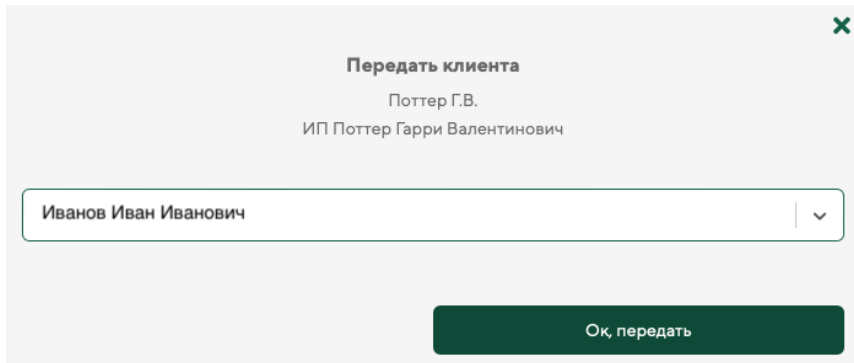 Передать клиента
Поттер Г.В.
ИП Поттер Гарри Валентинович
Иванов Иван Иванович
Ок, передать